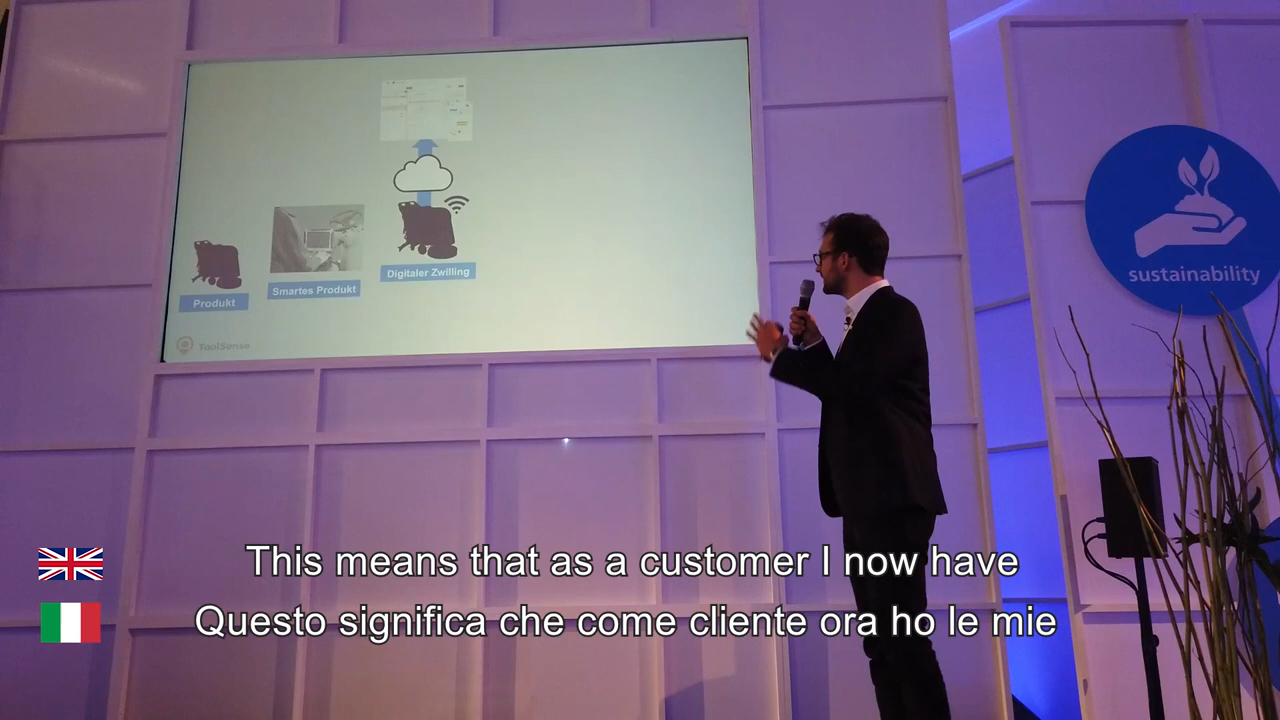 Digitaler Zwilling
Smartes Produkt
Produkt
ToolSense
sustainability
This means that as a customer I now have
Questo significa che come cliente ora ho le mie